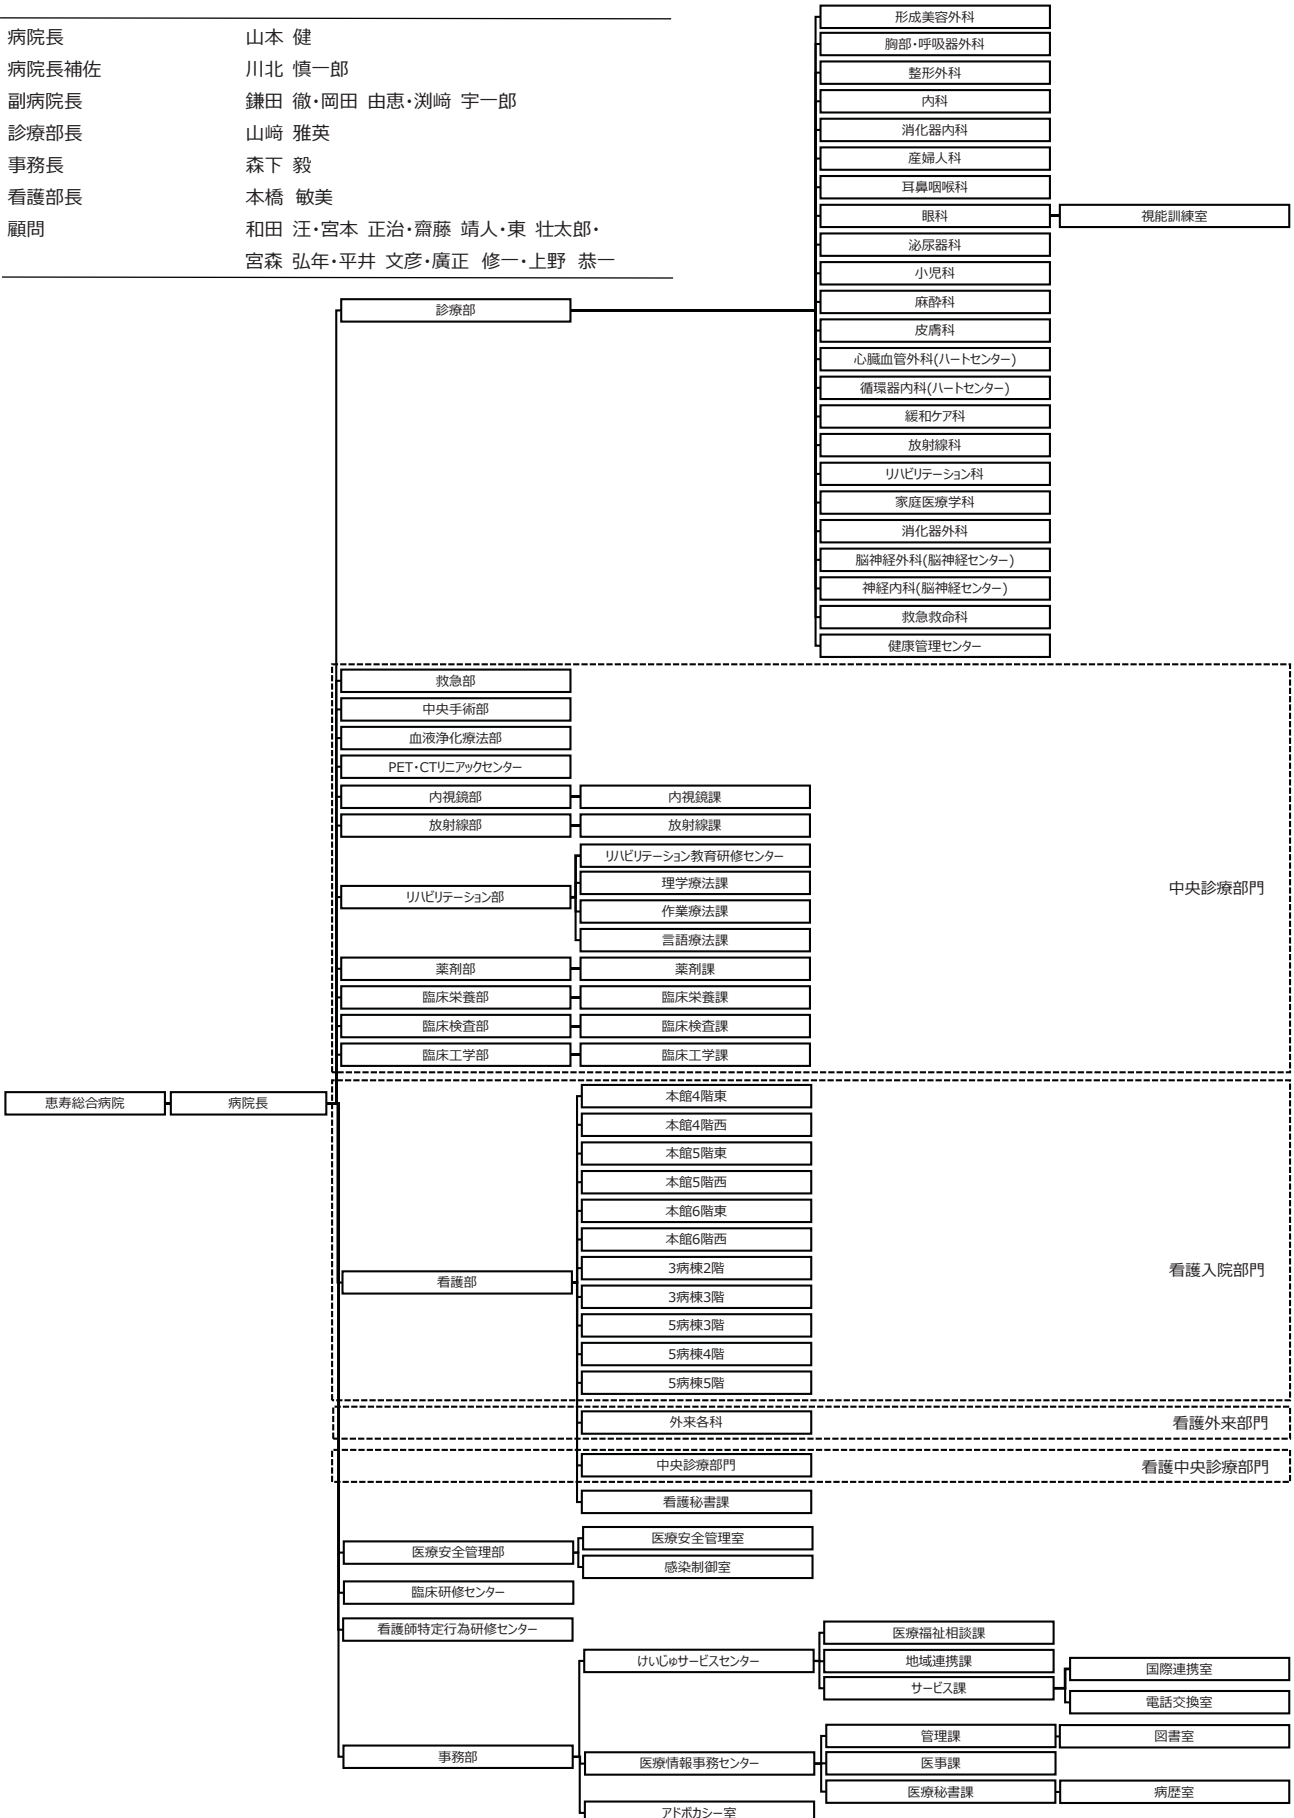 病院長 山本 健
病院長補佐 川北 慎一郎
副病院長 鎌田 徹・岡田 由恵・渕﨑 宇一郎
診療部長 山﨑 雅英
事務長 森下 毅
看護部長 本橋 敏美
顧問 和田 汪・宮本 正治・齋藤 靖人・東 壮太郎・
宮森 弘年・平井 文彦・廣正 修一・上野 恭一
恵寿総合病院
病院長
診療部
形成美容外科
胸部・呼吸器外科
整形外科
内科
消化器内科
産婦人科
耳鼻咽喉科
眼科
視能訓練室
泌尿器科
小児科
麻酔科
皮膚科
心臓血管外科(ハートセンター)
循環器内科(ハートセンター)
緩和ケア科
放射線科
リハビリテーション科
家庭医療学科
消化器外科
脳神経外科(脳神経センター)
神経内科(脳神経センター)
救急救命科
健康管理センター
中央診療部門
救急部
中央手術部
血液浄化療法部
PET・CTリニアックセンター
内視鏡部
内視鏡課
放射線部
放射線課
リハビリテーション部
リハビリテーション教育研修センター
理学療法課
作業療法課
言語療法課
薬剤部
薬剤課
臨床栄養部
臨床栄養課
臨床検査部
臨床検査課
臨床工学部
臨床工学課
看護部
看護入院部門
本館4階東
本館4階西
本館5階東
本館5階西
本館6階東
本館6階西
3病棟2階
3病棟3階
5病棟3階
5病棟4階
5病棟5階
外来各科
看護外来部門
中央診療部門
看護中央診療部門
看護秘書課
医療安全管理部
医療安全管理室
感染制御室
臨床研修センター
看護師特定行為研修センター
事務部
けいじゅサービスセンター
医療福祉相談課
地域連携課
サービス課
国際連携室
電話交換室
医療情報事務センター
管理課
図書室
医事課
医療秘書課
病歴室
アドボカシー室